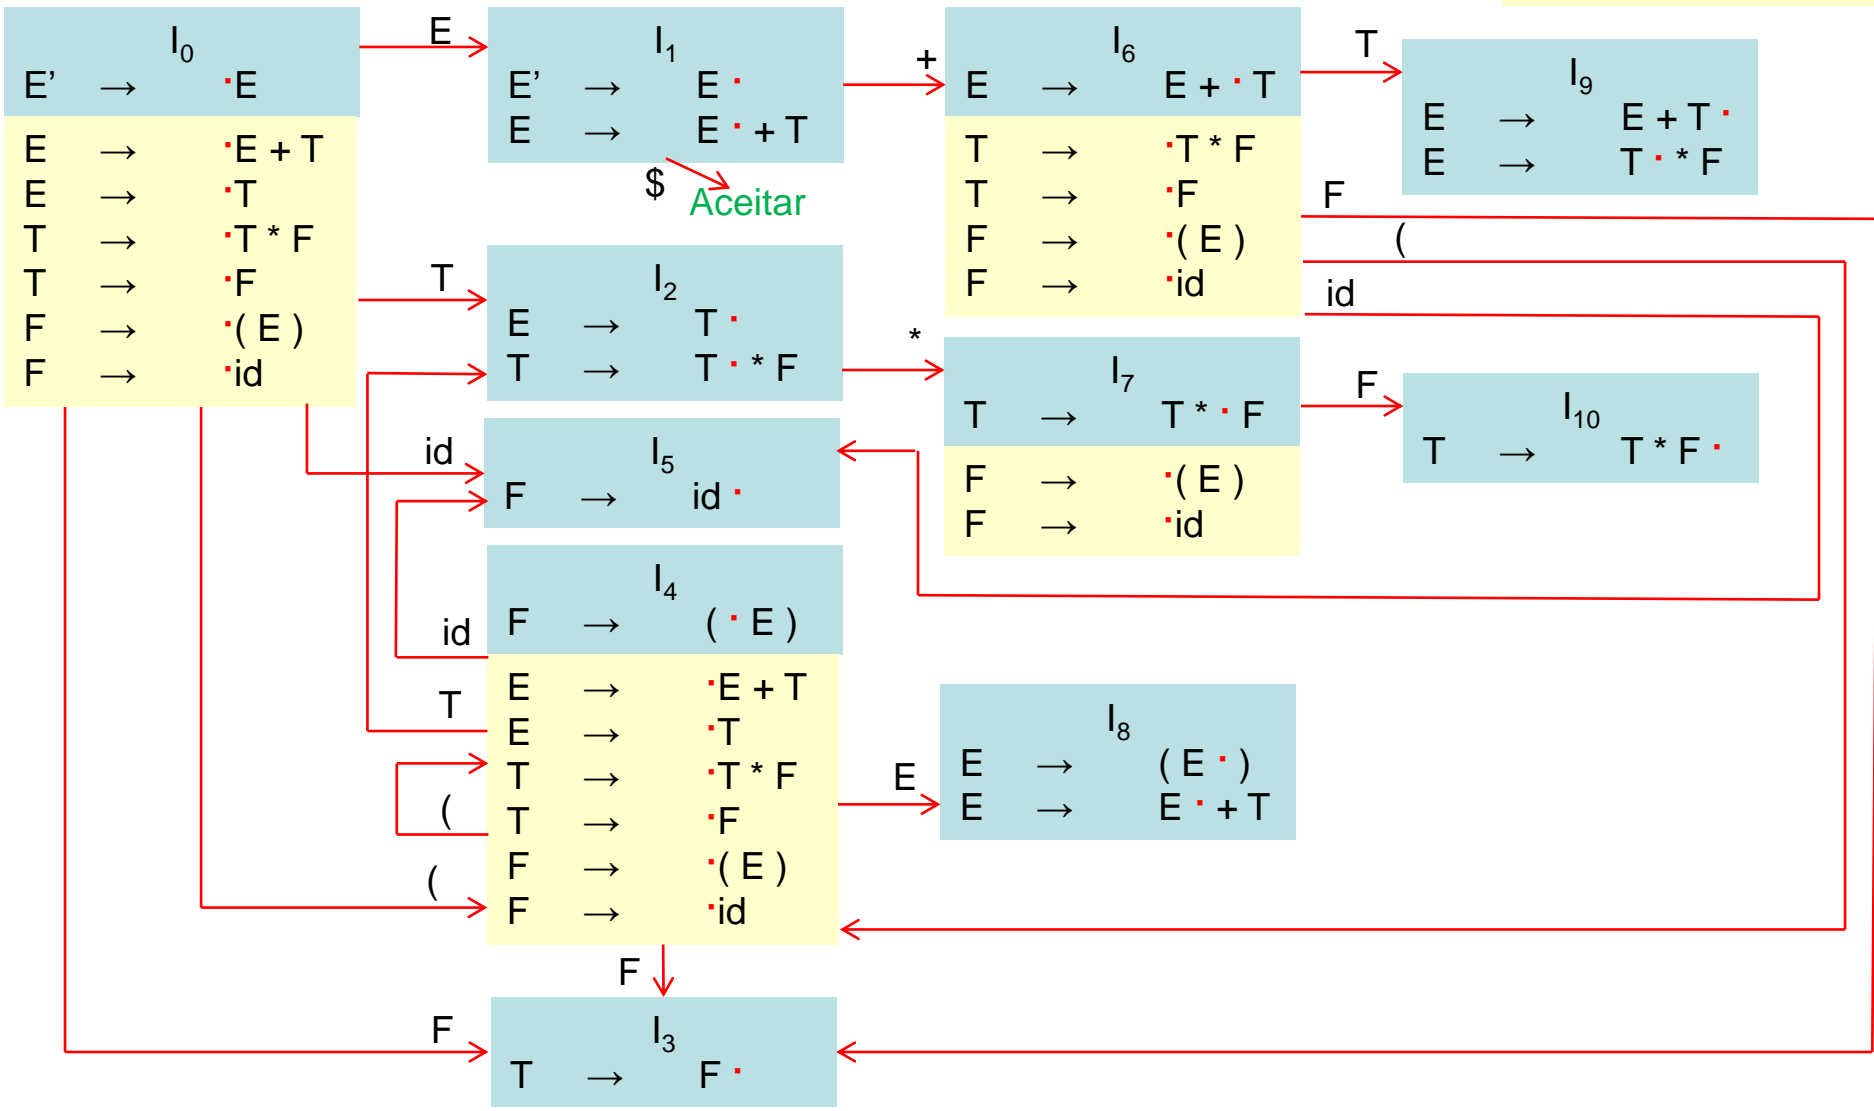 I0
E’ → ·E
E → ·E + T
E → ·T
T → ·T * F
T → ·F
F → ·( E )
F → ·id
E
I1
E’ → E ·
E → E · + T
$
Aceitar
+
I6
E → E + · T
T → ·T * F
T → ·F
F → ·( E )
F → ·id
T
I9
E → E + T ·
E → T · * F
F
(
id
T
I2
E → T ·
T → T · * F
*
I7
T → T * · F
F → ·( E )
F → ·id
F
I10
T → T * F ·
id
I5
F → id ·
I4
F → ( · E )
E → ·E + T
E → ·T
T → ·T * F
T → ·F
F → ·( E )
F → ·id
id
T
(
(
E
I8
E → ( E · )
E → E · + T
F
F
I3
T → F ·